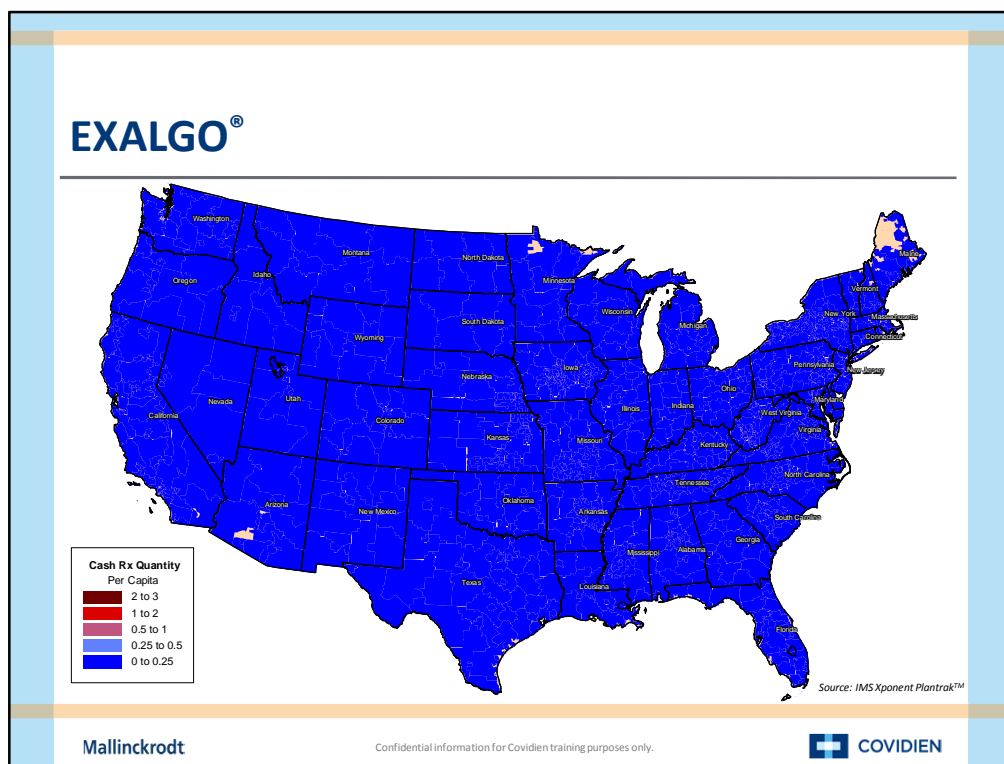 EXALGO®
Washington
Montana
North Dakota
Minnesota
Maine
Oregon
Idaho
Vermont
Wisconsin
New York
Massachusetts
South Dakota
Michigan
Wyoming
Connecticut
Iowa
Pennsylvania
New Jersey
Nebraska
Ohio
Nevada
Utah
Illinois
Indiana
Maryland
California
Colorado
West Virginia
Kansas
Missouri
Kentucky
Virginia
North Carolina
Tennessee
Oklahoma
Arizona
New Mexico
Arkansas
South Carolina
Georgia
Mississippi
Alabama
Texas
Louisiana
Florida
Cash Rx Quantity
Per Capita
2 to 3
1 to 2
0.5 to 1
0.25 to 0.5
0 to 0.25
Source: IMS Xponent Plantrak™
Mallinckrodt
Confidential information for Covidien training purposes only.
COVIDIEN